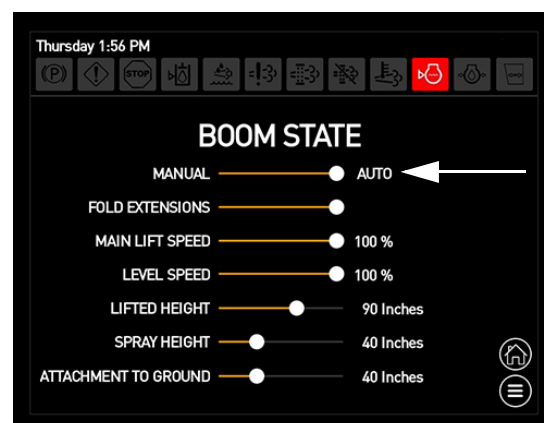 Thursday 1:56 PM
(P) STOP
BOOM STATE
MANUAL AUTO
FOLD EXTENSIONS
MAIN LIFT SPEED 100 %
LEVEL SPEED 100 %
LIFTED HEIGHT 90 Inches
SPRAY HEIGHT 40 Inches
ATTACHMENT TO GROUND 40 Inches